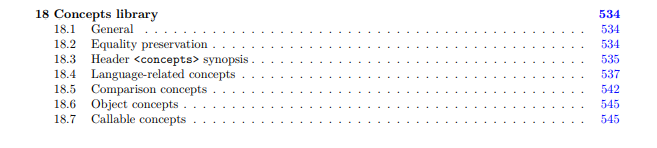 18 Concepts library 534
18.1 General . . . . . . . . . . . . . . . . . . . . . . . . . . . . . . . . . . . . . . . . . 534
18.2 Equality preservation . . . . . . . . . . . . . . . . . . . . . . . . . . . . . . . . . . . 534
18.3 Header <concepts> synopsis . . . . . . . . . . . . . . . . . . . . . . . . . . . . . . . . 535
18.4 Language-related concepts . . . . . . . . . . . . . . . . . . . . . . . . . . . . . . . . 537
18.5 Comparison concepts . . . . . . . . . . . . . . . . . . . . . . . . . . . . . . . . . . . 542
18.6 Object concepts . . . . . . . . . . . . . . . . . . . . . . . . . . . . . . . . . . . . . 545
18.7 Callable concepts . . . . . . . . . . . . . . . . . . . . . . . . . . . . . . . . . . . . 545